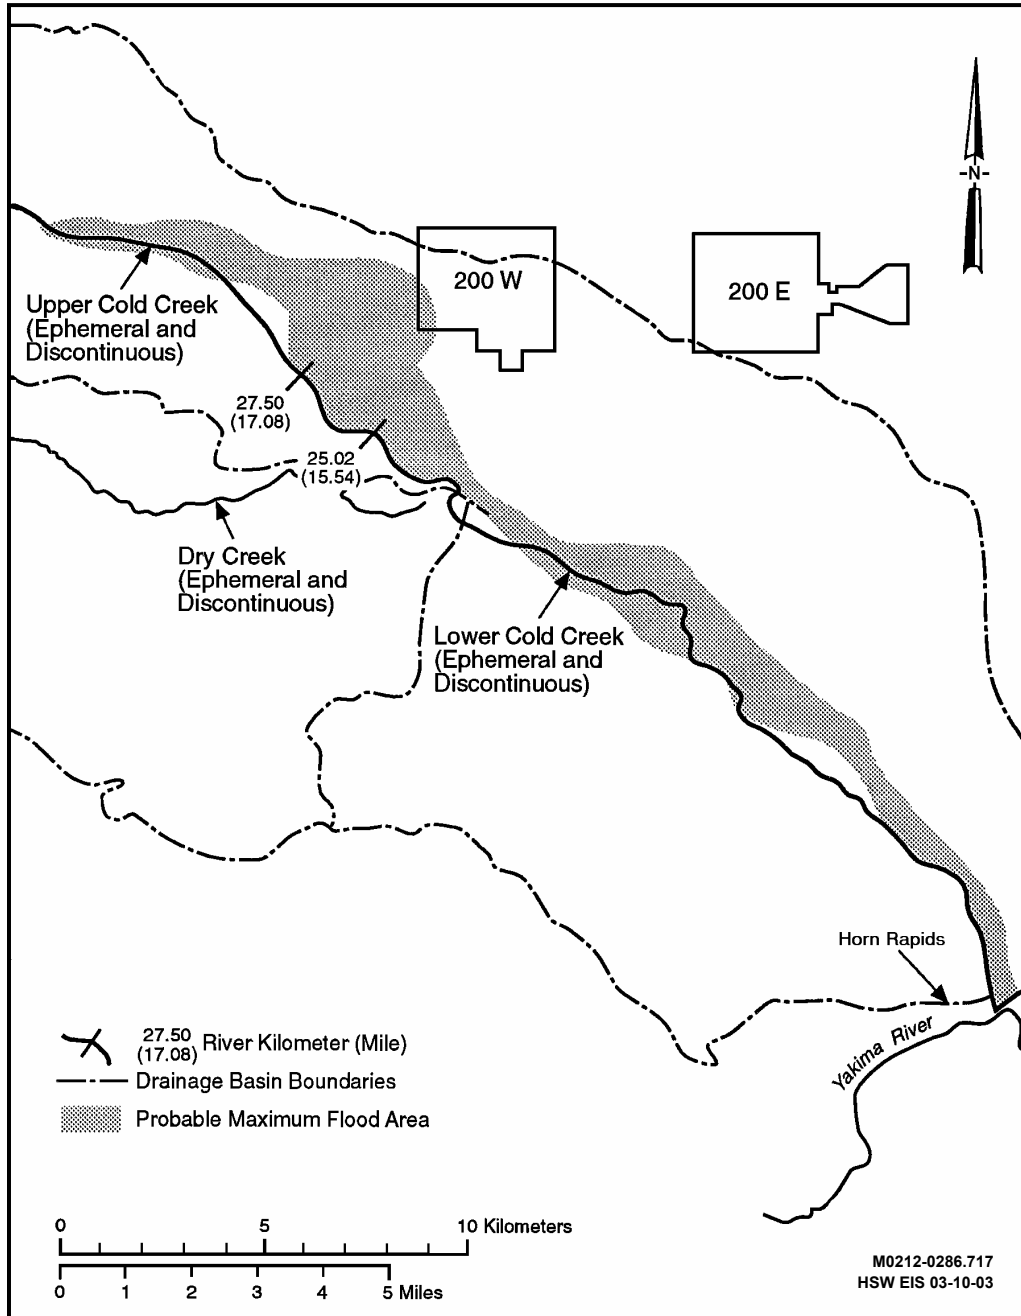 -N-
200 W
200 E
Upper Cold Creek
(Ephemeral and
Discontinuous)
27.50
(17.08)
25.02
(15.54)
Dry Creek
(Ephemeral and
Discontinuous)
Lower Cold Creek
(Ephemeral and
Discontinuous)
Horn Rapids
Yakima River
27.50
(17.08)
River Kilometer (Mile)
Drainage Basin Boundaries
Probable Maximum Flood Area
0 5 10 Kilometers
0 1 2 3 4 5 Miles
M0212-0286.717
HSW EIS 03-10-03